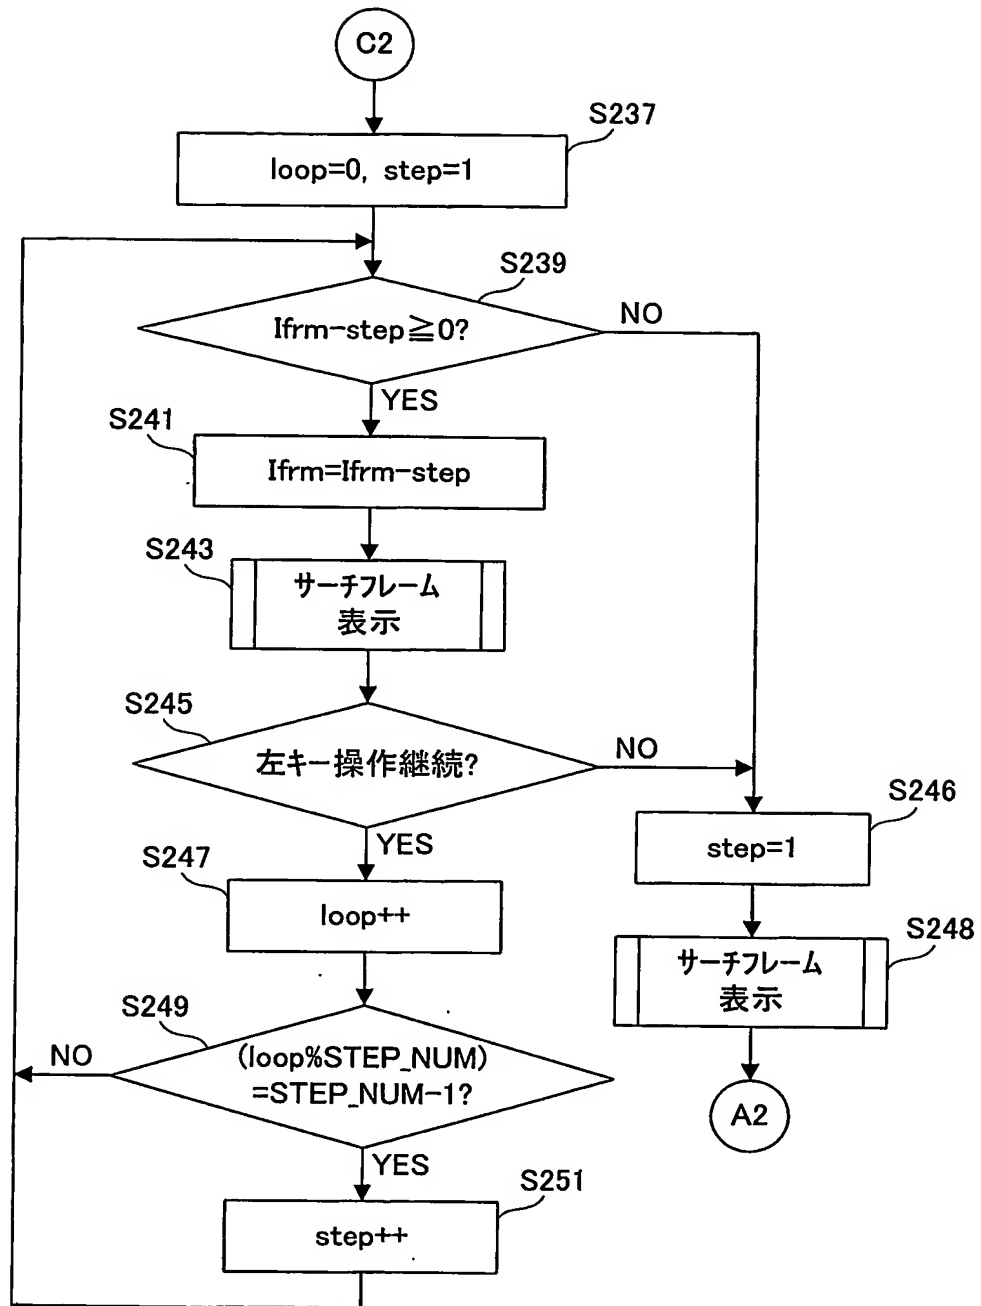 C2
S237
loop=0, step=1
S239
Ifrm-step≧0?
NO
YES
S241
Ifrm=Ifrm-step
S243
サーチフレーム
表示
S245
左キー操作継続?
NO
YES
S246
step=1
S247
loop++
S248
サーチフレーム
表示
S249
(loop%STEP_NUM)
=STEP_NUM-1?
NO
YES
A2
S251
step++